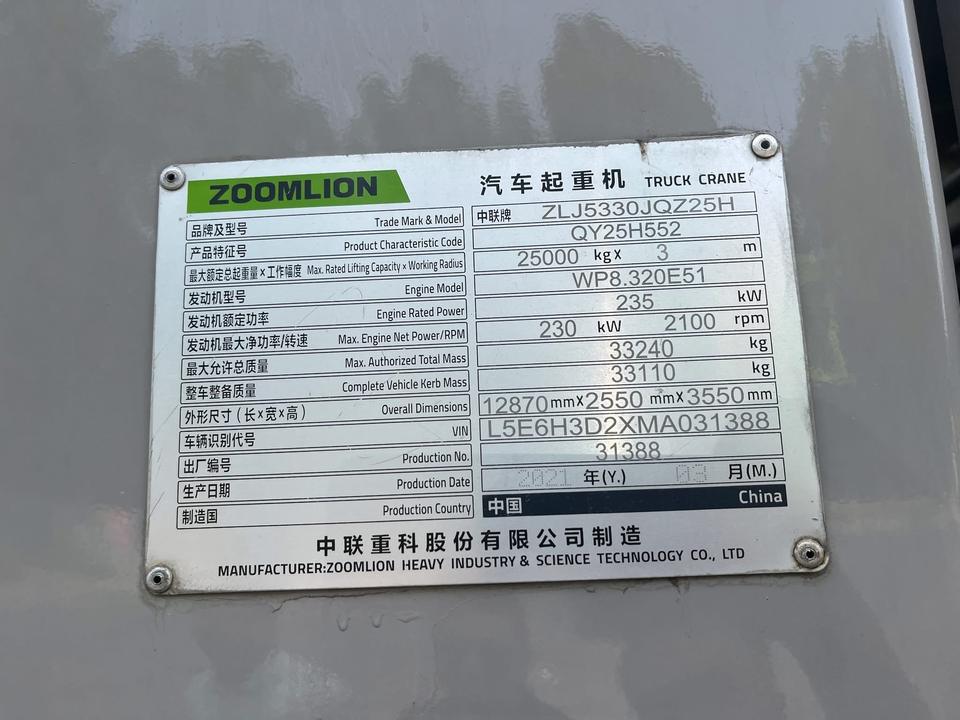 ZOOMLION 汽车起重机 TRUCK CRANE
品牌及型号 Trade Mark & Model 中联牌 ZLJ5330JQZ25H
产品特征号 Product Characteristic Code QY25H552
最大额定总起重量×工作幅度 Max. Rated Lifting Capacity × Working Radius 25000 kg x 3 m
发动机型号 Engine Model WP8.320E51
发动机额定功率 Engine Rated Power 235 kW
发动机最大净功率/转速 Max. Engine Net Power/RPM 230 kW 2100 rpm
最大允许总质量 Max. Authorized Total Mass 33240 kg
整车整备质量 Complete Vehicle Kerb Mass 33110 kg
外形尺寸(长×宽×高) Overall Dimensions 12870 mm X 2550 mm X 3550 mm
车辆识别代号 VIN L5E6H3D2XMA031388
出厂编号 Production No. 31388
生产日期 Production Date 2021 年(Y.) 03 月(M.)
制造国 Production Country 中国 China
中联重科股份有限公司制造
MANUFACTURER:ZOOMLION HEAVY INDUSTRY & SCIENCE TECHNOLOGY CO., LTD